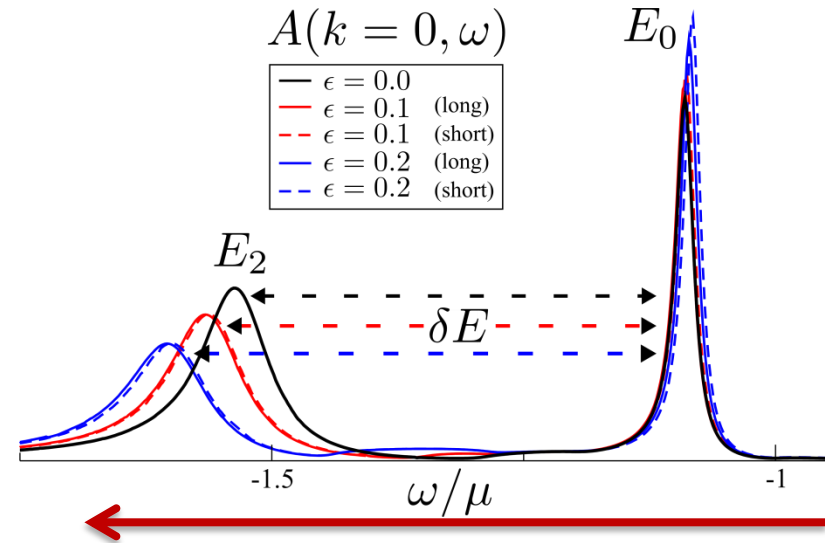 A(k = 0, ω)
E₀
ϵ = 0.0
ϵ = 0.1 (long)
ϵ = 0.1 (short)
ϵ = 0.2 (long)
ϵ = 0.2 (short)
E₂
δE
-1.5
-1
ω/μ